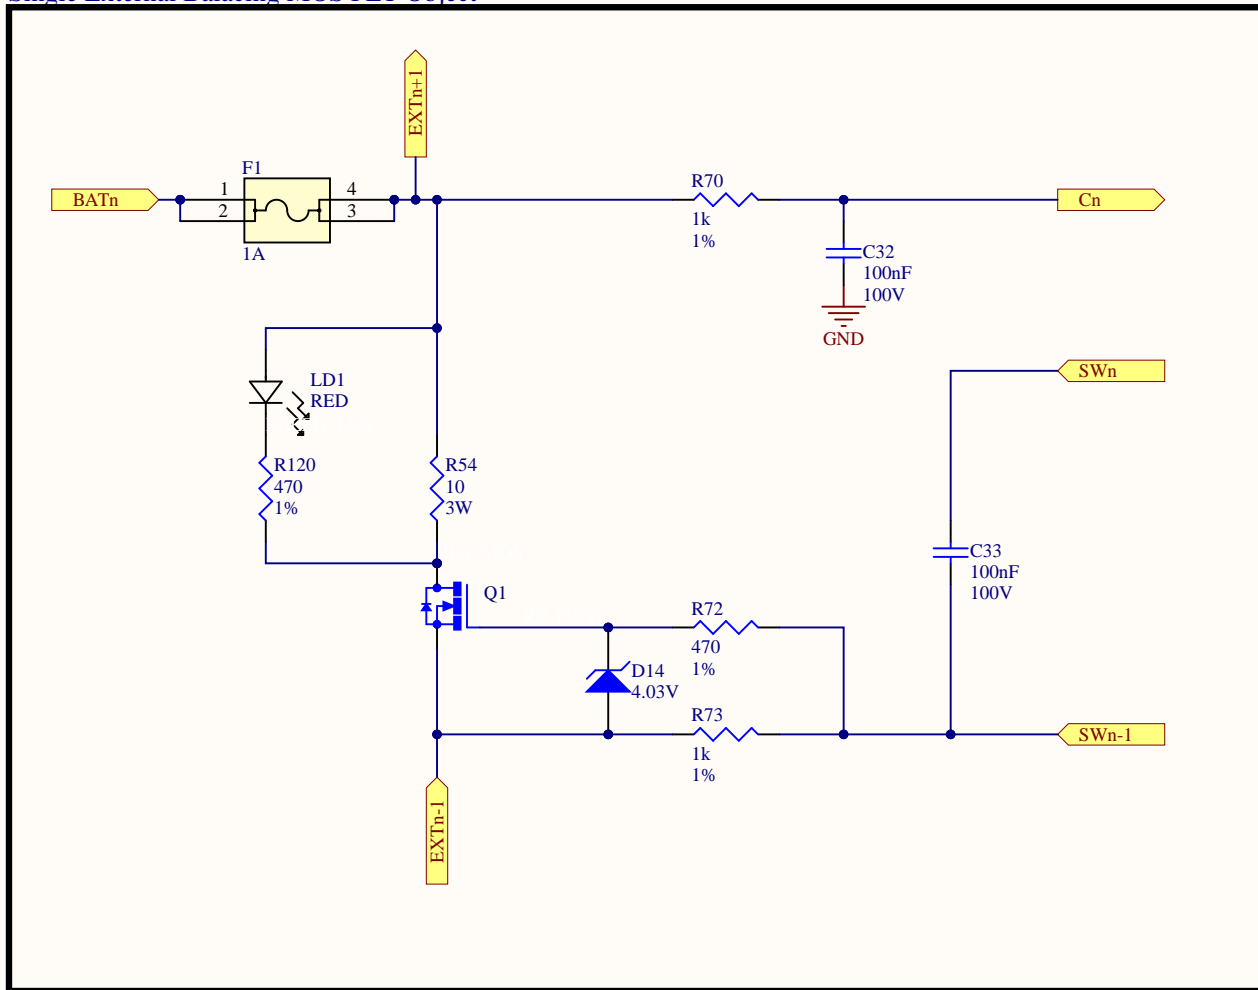 EXTn+1
F1
BATn
1 4
2 3
1A
R70
1k
1%
Cn
C32
100nF
100V
GND
SWn
LD1
RED
R120
470
1%
R54
10
3W
C33
100nF
100V
Q1
R72
470
1%
D14
4.03V
R73
1k
1%
SWn-1
EXTn-1